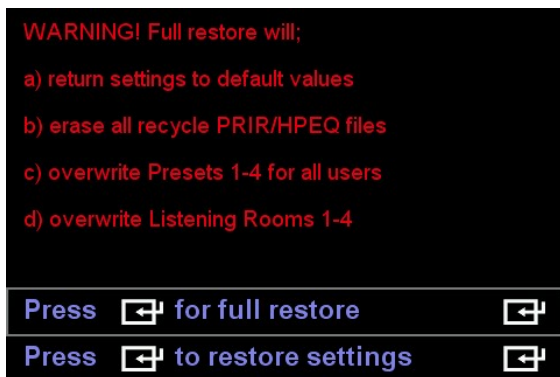 WARNING! Full restore will;
a) return settings to default values
b) erase all recycle PRIR/HPEQ files
c) overwrite Presets 1-4 for all users
d) overwrite Listening Rooms 1-4
Press for full restore
Press to restore settings